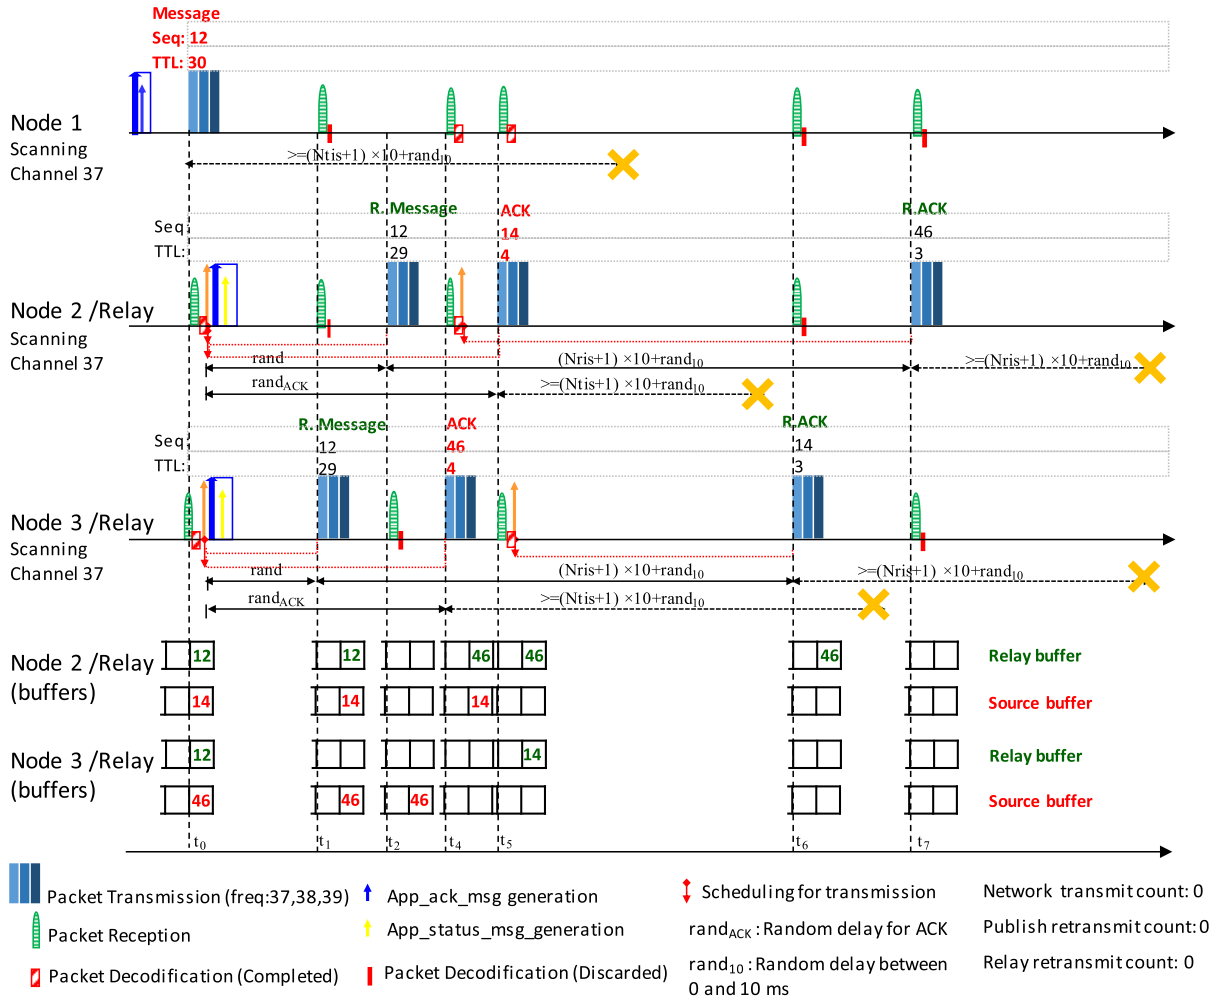 Message
Seq: 12
TTL: 30
Node 1
Scanning
Channel 37
>=(Ntis+1) ×10+rand10
R. Message
ACK
R.ACK
Seq:
12
14
46
TTL:
29
4
3
Node 2 /Relay
Scanning
Channel 37
rand
(Nris+1) ×10+rand10
>=(Nris+1) ×10+rand10
randACK
>=(Ntis+1) ×10+rand10
R. Message
ACK
R.ACK
Seq:
12
46
14
TTL:
29
4
3
Node 3 /Relay
Scanning
Channel 37
rand
(Nris+1) ×10+rand10
>=(Nris+1) ×10+rand10
randACK
>=(Ntis+1) ×10+rand10
Node 2 /Relay
(buffers)
12
12
46
46
46
Relay buffer
14
14
14
Source buffer
Node 3 /Relay
(buffers)
12
14
Relay buffer
46
46
46
Source buffer
t0
t1
t2
t4
t5
t6
t7
Packet Transmission (freq:37,38,39)
Packet Reception
Packet Decodification (Completed)
App_ack_msg generation
App_status_msg_generation
Packet Decodification (Discarded)
Scheduling for transmission
randACK : Random delay for ACK
rand10 : Random delay between
0 and 10 ms
Network transmit count: 0
Publish retransmit count: 0
Relay retransmit count: 0